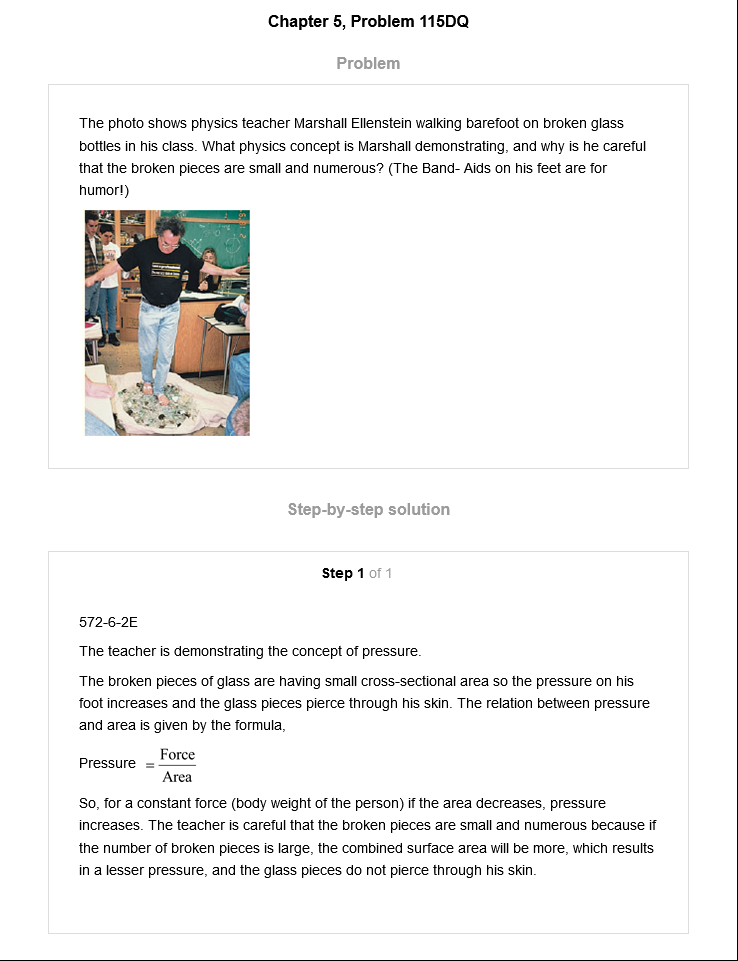 Chapter 5, Problem 115DQ
Problem
The photo shows physics teacher Marshall Ellenstein walking barefoot on broken glass
bottles in his class. What physics concept is Marshall demonstrating, and why is he careful
that the broken pieces are small and numerous? (The Band- Aids on his feet are for
humor!)
Step-by-step solution
Step 1 of 1
572-6-2E
The teacher is demonstrating the concept of pressure.
The broken pieces of glass are having small cross-sectional area so the pressure on his
foot increases and the glass pieces pierce through his skin. The relation between pressure
and area is given by the formula,
Pressure = Force / Area
So, for a constant force (body weight of the person) if the area decreases, pressure
increases. The teacher is careful that the broken pieces are small and numerous because if
the number of broken pieces is large, the combined surface area will be more, which results
in a lesser pressure, and the glass pieces do not pierce through his skin.